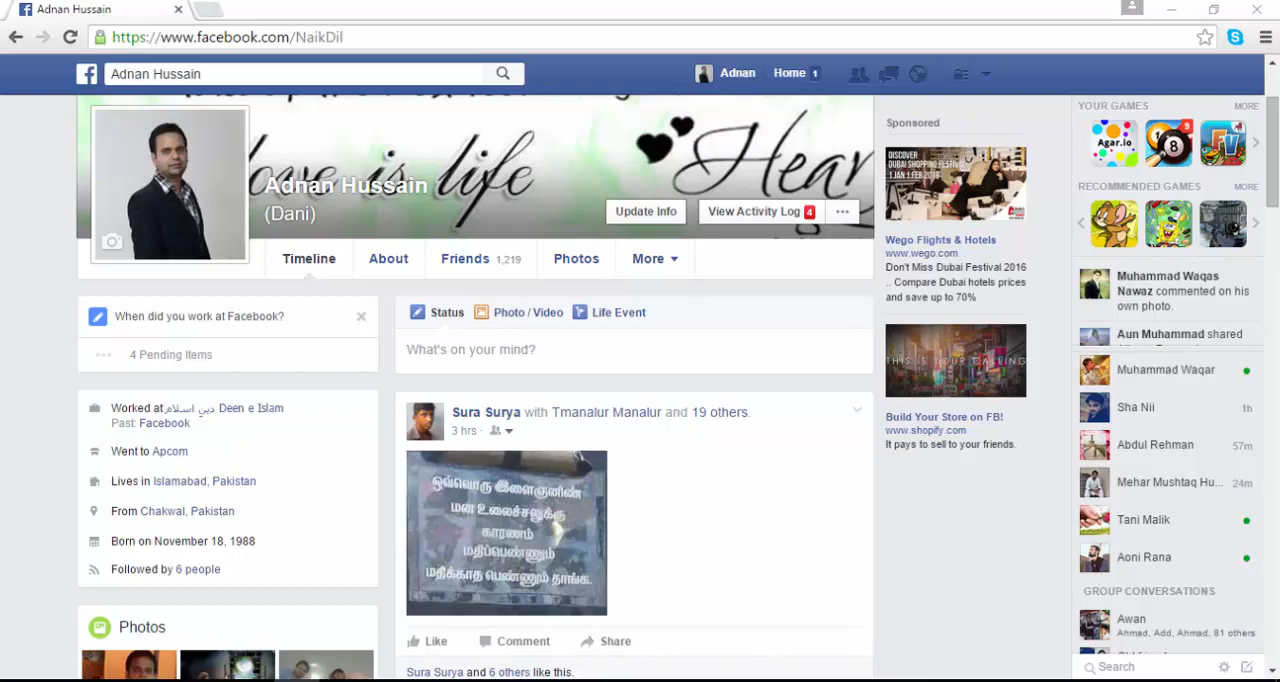 Adnan Hussain
https://www.facebook.com/NaikDil
Adnan Hussain
Adnan
Home 1
love is life
Adnan Hussain
(Dani)
Update Info
View Activity Log 4
Timeline
About
Friends 1,219
Photos
More
When did you work at Facebook?
4 Pending Items
Worked at دین اسلام Deen e Islam
Past: Facebook
Went to Apcom
Lives in Islamabad, Pakistan
From Chakwal, Pakistan
Born on November 18, 1988
Followed by 6 people
Photos
Status
Photo / Video
Life Event
What's on your mind?
Sura Surya with Tmanalur Manalur and 19 others.
3 hrs
ஒவ்வொரு இளைஞனின்
மன உலைச்சலுக்கு
காரணம்
மதிப்பெண்ணும்
மதிக்காத பெண்ணும் தாங்க.
Like
Comment
Share
Sura Surya and 6 others like this.
Sponsored
DISCOVER
DUBAI SHOPPING FESTIVAL
1 JAN 1 FEB 2016
Wego Flights & Hotels
www.wego.com
Don't Miss Dubai Festival 2016
.. Compare Dubai hotels prices
and save up to 70%
THIS IS YOUR CALLING
Build Your Store on FB!
www.shopify.com
It pays to sell to your friends.
YOUR GAMES
MORE
Agar.io
8
9
FV
RECOMMENDED GAMES
MORE
Muhammad Waqas
Nawaz commented on his
own photo.
Aun Muhammad shared
Muhammad Waqar
Sha Nii 1h
Abdul Rehman 57m
Mehar Mushtaq Hu... 24m
Tani Malik
Aoni Rana
GROUP CONVERSATIONS
Awan
Ahmad, Add, Ahmad, 81 others
Search